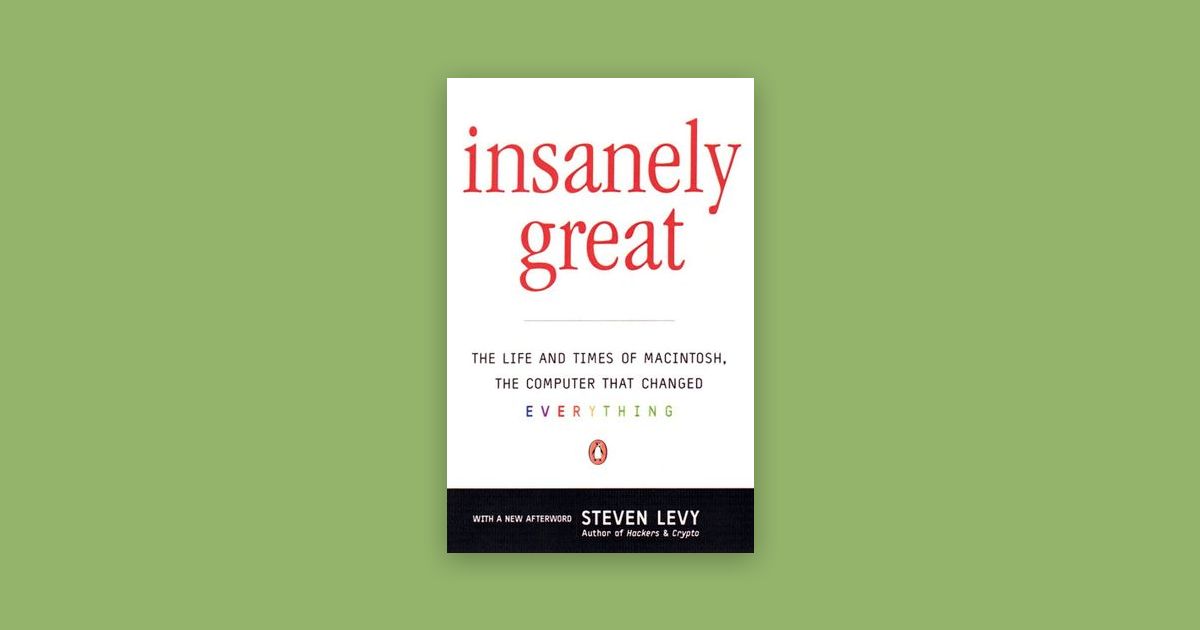 insanely
great
THE LIFE AND TIMES OF MACINTOSH,
THE COMPUTER THAT CHANGED
EVERYTHING
WITH A NEW AFTERWORD STEVEN LEVY
Author of Hackers & Crypto